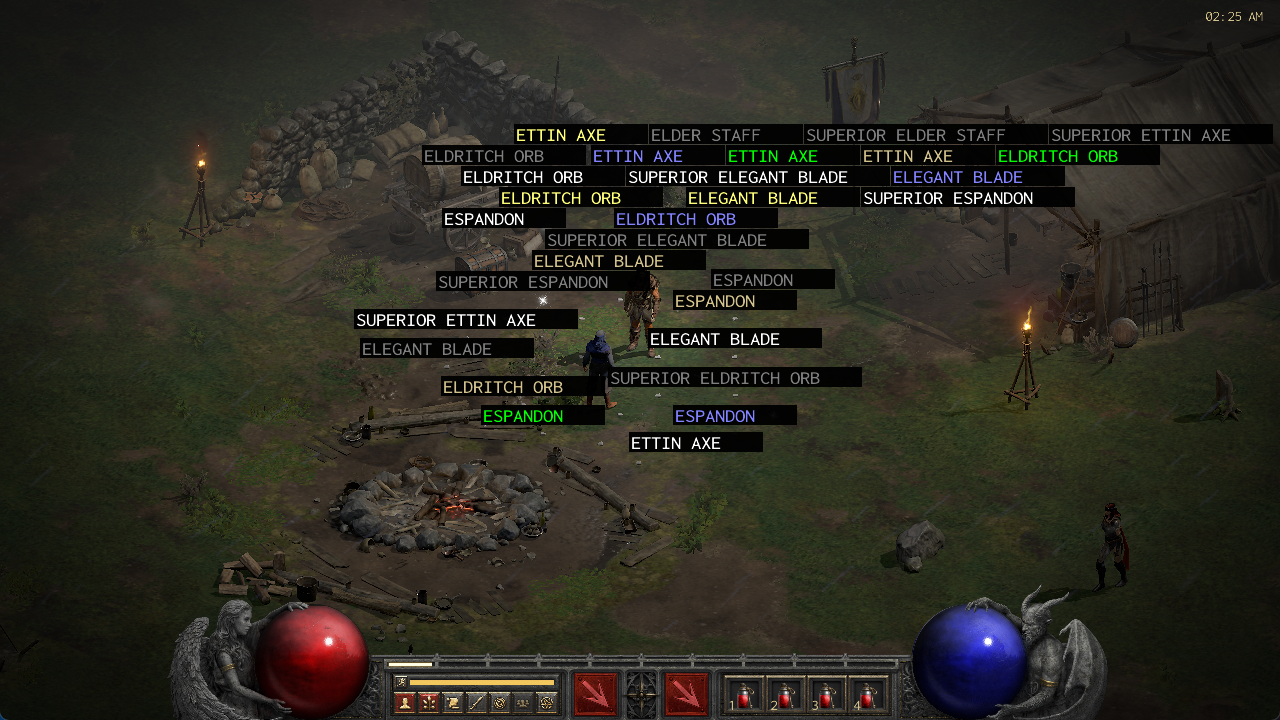 02:25 AM
ETTIN AXE ELDER STAFF SUPERIOR ELDER STAFF SUPERIOR ETTIN AXE
ELDRITCH ORB ETTIN AXE ETTIN AXE ETTIN AXE ELDRITCH ORB
ELDRITCH ORB SUPERIOR ELEGANT BLADE ELEGANT BLADE
ELDRITCH ORB ELEGANT BLADE SUPERIOR ESPANDON
ESPANDON ELDRITCH ORB
SUPERIOR ELEGANT BLADE
ELEGANT BLADE
SUPERIOR ESPANDON ESPANDON
ESPANDON
SUPERIOR ETTIN AXE
ELEGANT BLADE
ELEGANT BLADE
SUPERIOR ELDRITCH ORB
ELDRITCH ORB
ESPANDON ESPANDON
ETTIN AXE
1 2 3 4